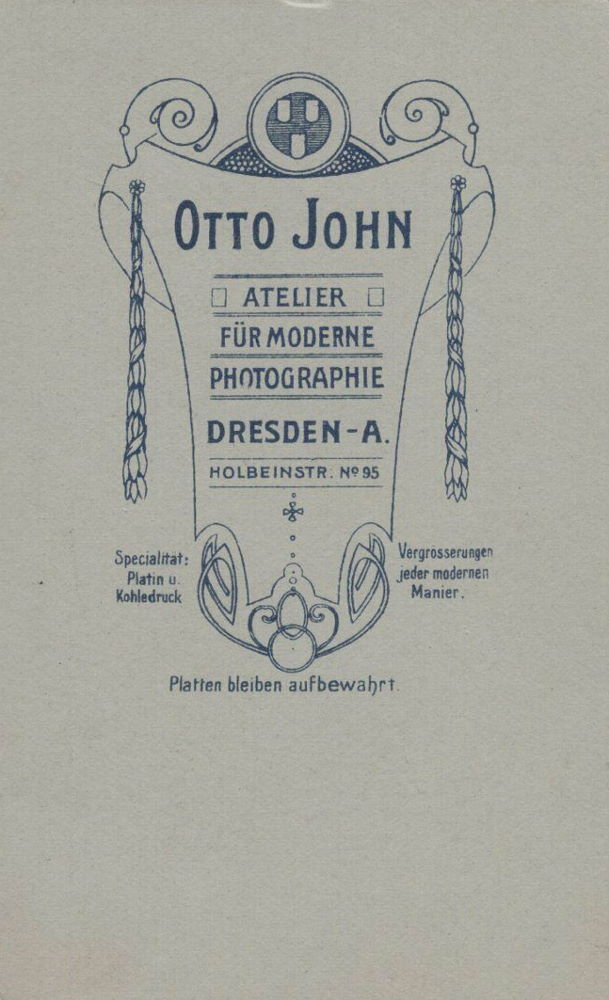 OTTO JOHN
ATELIER
FÜR MODERNE
PHOTOGRAPHIE
DRESDEN-A.
HOLBEINSTR. Nº 95
Specialität:
Platin u.
Kohledruck
Vergrösserungen
jeder modernen
Manier.
Platten bleiben aufbewahrt.